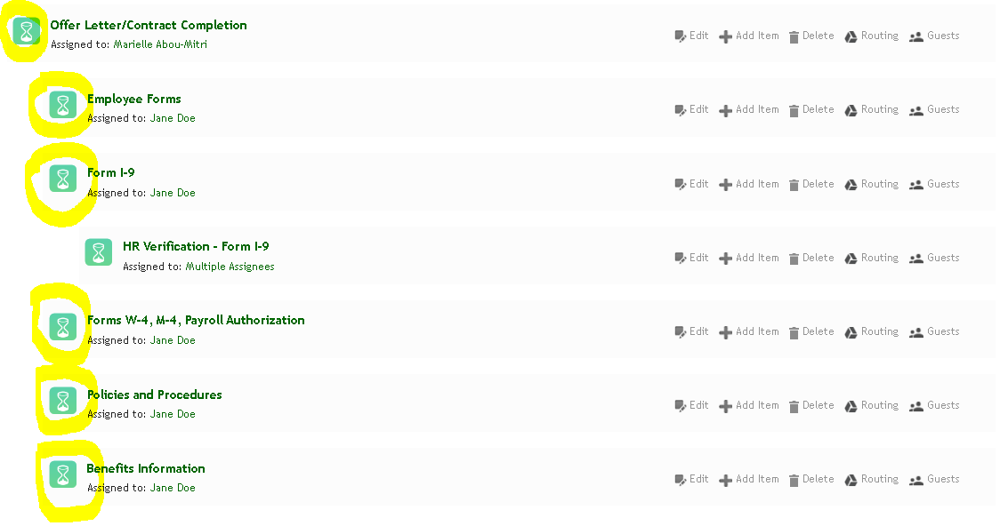 Offer Letter/Contract Completion
Assigned to: Marielle Abou-Mitri
Edit Add Item Delete Routing Guests
Employee Forms
Assigned to: Jane Doe
Edit Add Item Delete Routing Guests
Form I-9
Assigned to: Jane Doe
Edit Add Item Delete Routing Guests
HR Verification - Form I-9
Assigned to: Multiple Assignees
Edit Add Item Delete Routing Guests
Forms W-4, M-4, Payroll Authorization
Assigned to: Jane Doe
Edit Add Item Delete Routing Guests
Policies and Procedures
Assigned to: Jane Doe
Edit Add Item Delete Routing Guests
Benefits Information
Assigned to: Jane Doe
Edit Add Item Delete Routing Guests